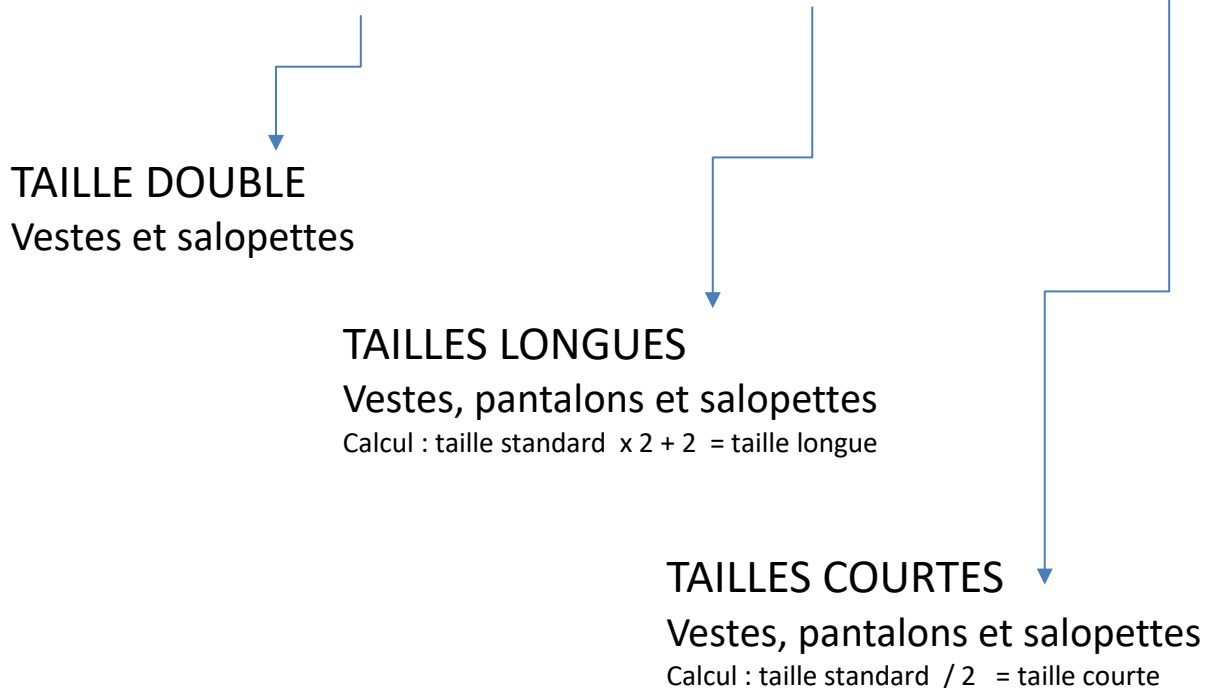 TAILLE DOUBLE
Vestes et salopettes
TAILLES LONGUES
Vestes, pantalons et salopettes
Calcul : taille standard x 2 + 2 = taille longue
TAILLES COURTES
Vestes, pantalons et salopettes
Calcul : taille standard / 2 = taille courte